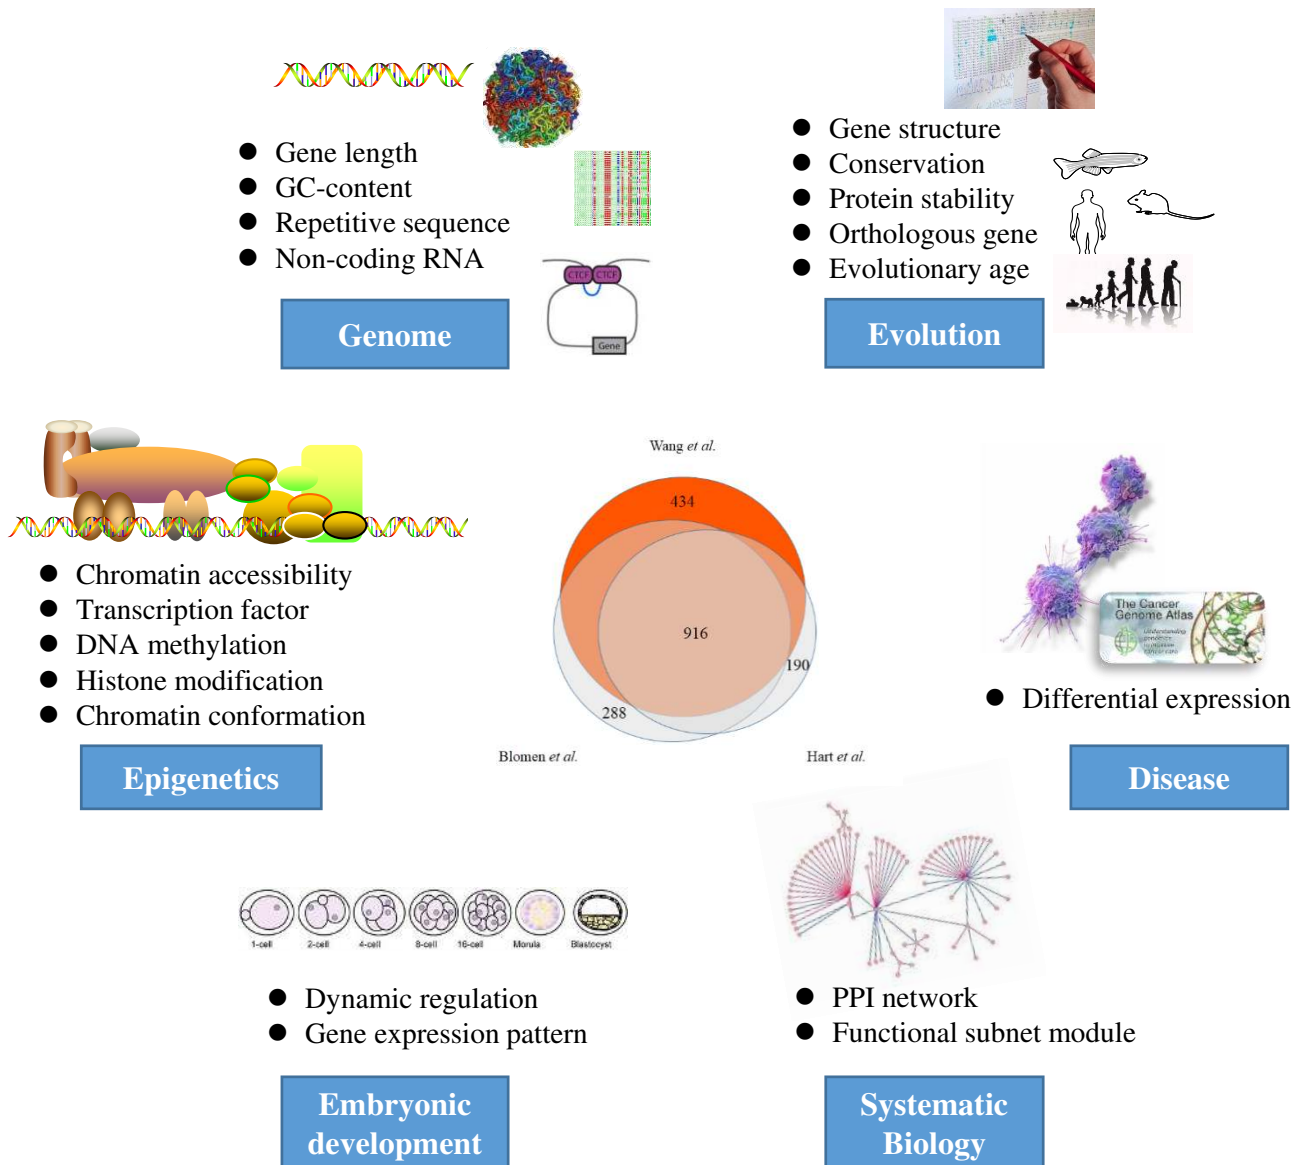 ● Gene length
● GC-content
● Repetitive sequence
● Non-coding RNA
CTCF CTCF
Gene
Genome
● Gene structure
● Conservation
● Protein stability
● Orthologous gene
● Evolutionary age
Evolution
● Chromatin accessibility
● Transcription factor
● DNA methylation
● Histone modification
● Chromatin conformation
Epigenetics
Wang et al.
434
916
190
288
Blomen et al.
Hart et al.
The Cancer
Genome Atlas
Understanding
genomics
● Differential expression
Disease
1-cell 2-cell 4-cell 8-cell 16-cell Morula Blastocyst
● Dynamic regulation
● Gene expression pattern
Embryonic
development
● PPI network
● Functional subnet module
Systematic
Biology